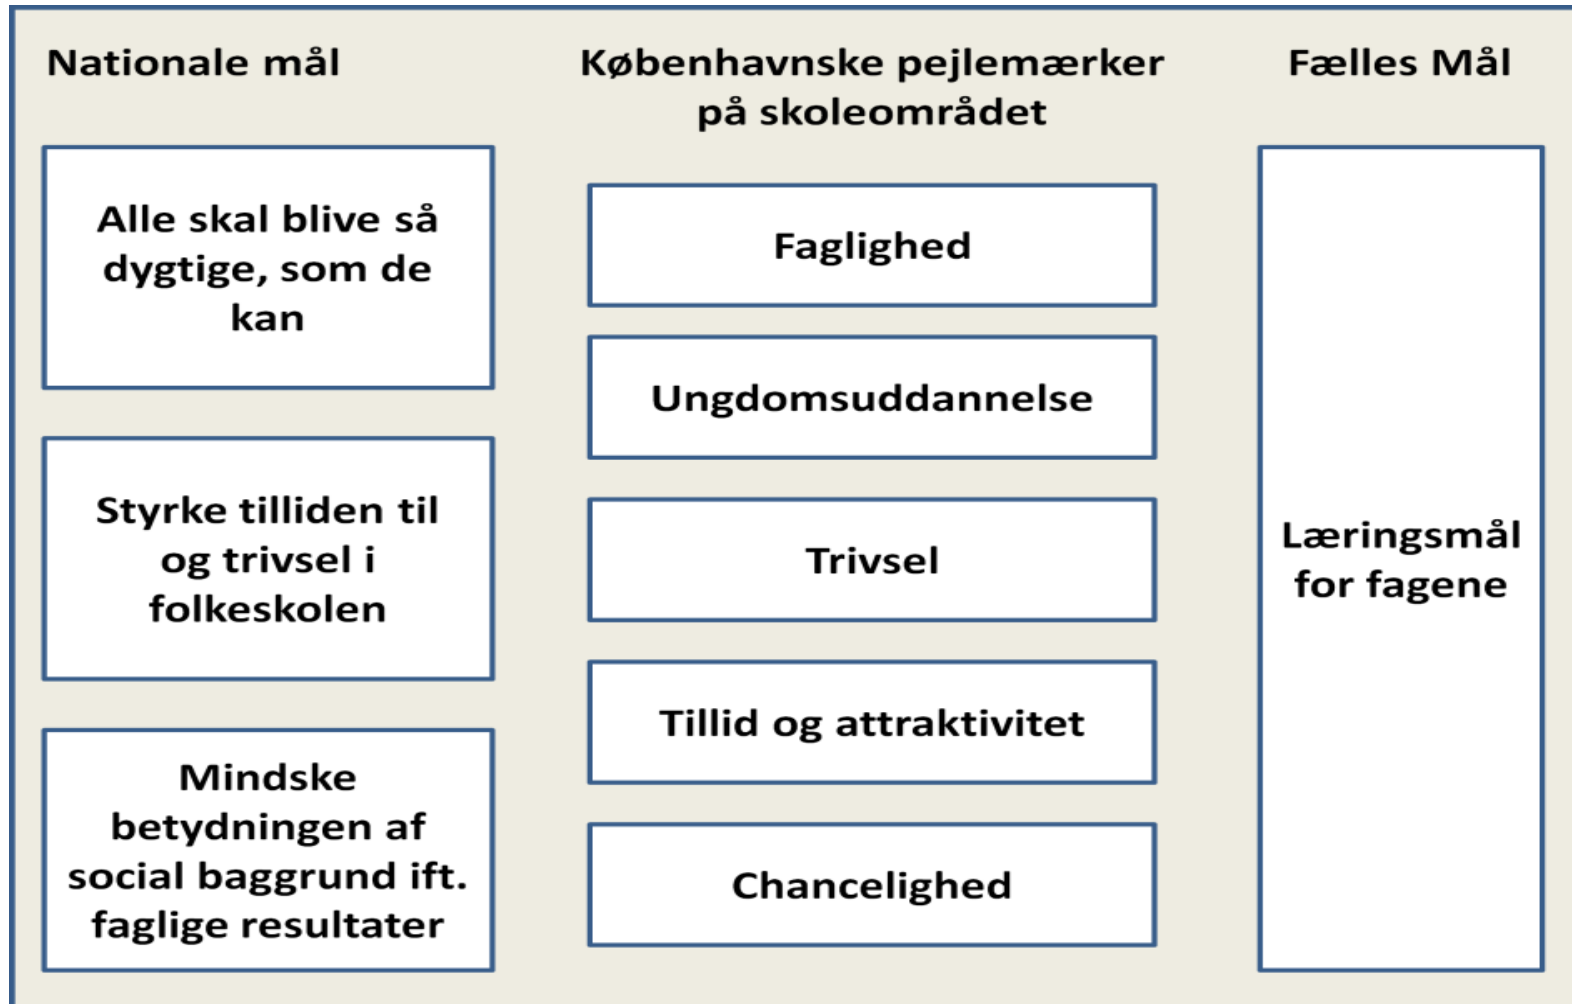 Nationale mål
Alle skal blive så
dygtige, som de
kan
Styrke tilliden til
og trivsel i
folkeskolen
Mindske
betydningen af
social baggrund ift.
faglige resultater
Københavnske pejlemærker
på skoleområdet
Faglighed
Ungdomsuddannelse
Trivsel
Tillid og attraktivitet
Chancelighed
Fælles Mål
Læringsmål
for fagene